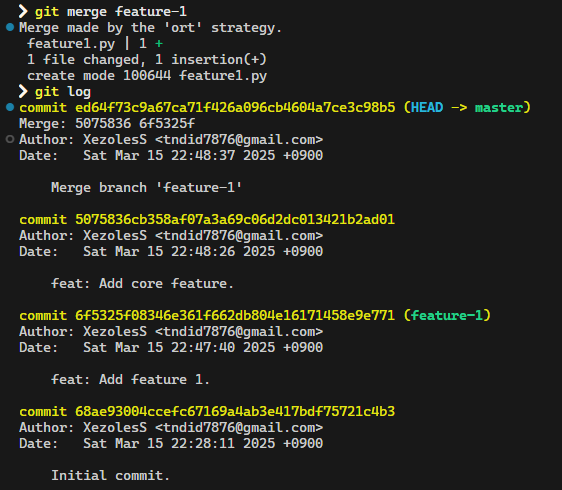 ❯ git merge feature-1
Merge made by the 'ort' strategy.
 feature1.py | 1 +
 1 file changed, 1 insertion(+)
 create mode 100644 feature1.py
❯ git log
commit ed64f73c9a67ca71f426a096cb4604a7ce3c98b5 (HEAD -> master)
Merge: 5075836 6f5325f
Author: XezolesS <tndid7876@gmail.com>
Date:   Sat Mar 15 22:48:37 2025 +0900

    Merge branch 'feature-1'

commit 5075836cb358af07a3a69c06d2dc013421b2ad01
Author: XezolesS <tndid7876@gmail.com>
Date:   Sat Mar 15 22:48:26 2025 +0900

    feat: Add core feature.

commit 6f5325f08346e361f662db804e16171458e9e771 (feature-1)
Author: XezolesS <tndid7876@gmail.com>
Date:   Sat Mar 15 22:47:40 2025 +0900

    feat: Add feature 1.

commit 68ae93004ccefc67169a4ab3e417bdf75721c4b3
Author: XezolesS <tndid7876@gmail.com>
Date:   Sat Mar 15 22:28:11 2025 +0900

    Initial commit.